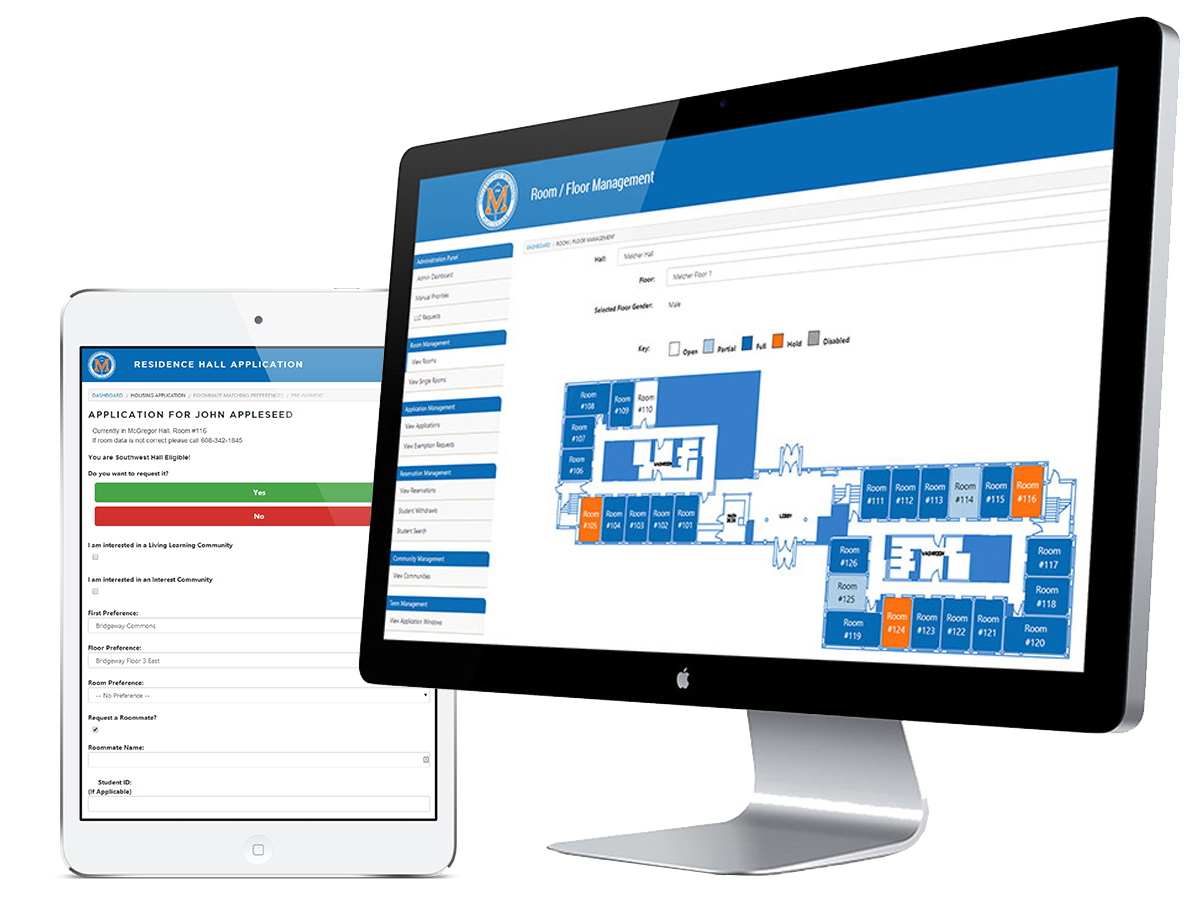 RESIDENCE HALL APPLICATION
DASHBOARD / HOUSING APPLICATION / ROOMMATE MATCHING PREFERENCES / PRE-PAYMENT
APPLICATION FOR JOHN APPLESEED
Currently in McGregor Hall, Room #116
If room data is not correct please call 608-342-1845.
You are Southwest Hall Eligible!
Do you want to request it?
Yes
No
I am interested in a Living Learning Community
I am interested in an Interest Community
First Preference:
Bridgeway Commons
Floor Preference:
Bridgeway Floor 3 East
Room Preference:
-- No Preference --
Request a Roommate?
Roommate Name:
Student ID:
(If Applicable)
M
Room / Floor Management
DASHBOARD / ROOM / FLOOR MANAGEMENT
Administration Panel
Admin Dashboard
Manual Priorities
LLC Requests
Room Management
View Rooms
View Single Rooms
Application Management
View Applications
View Exemption Requests
Reservation Management
View Reservations
Student Withdrawls
Student Search
Community Management
View Communities
Term Management
View Application Windows
Hall: Melcher Hall
Floor: Melcher Floor 1
Selected Floor Gender: Male
Key: Open Partial Full Hold Disabled
Room #108
Room #109
Room #110
Room #107
Room #106
WASHROOM
Room #105
Room #104
Room #103
Room #102
Room #101
MAIN DESK
LOBBY
Room #111
Room #112
Room #113
Room #114
Room #115
Room #116
Room #126
WASHROOM
Room #117
Room #125
Room #118
Room #119
Room #124
Room #123
Room #122
Room #121
Room #120